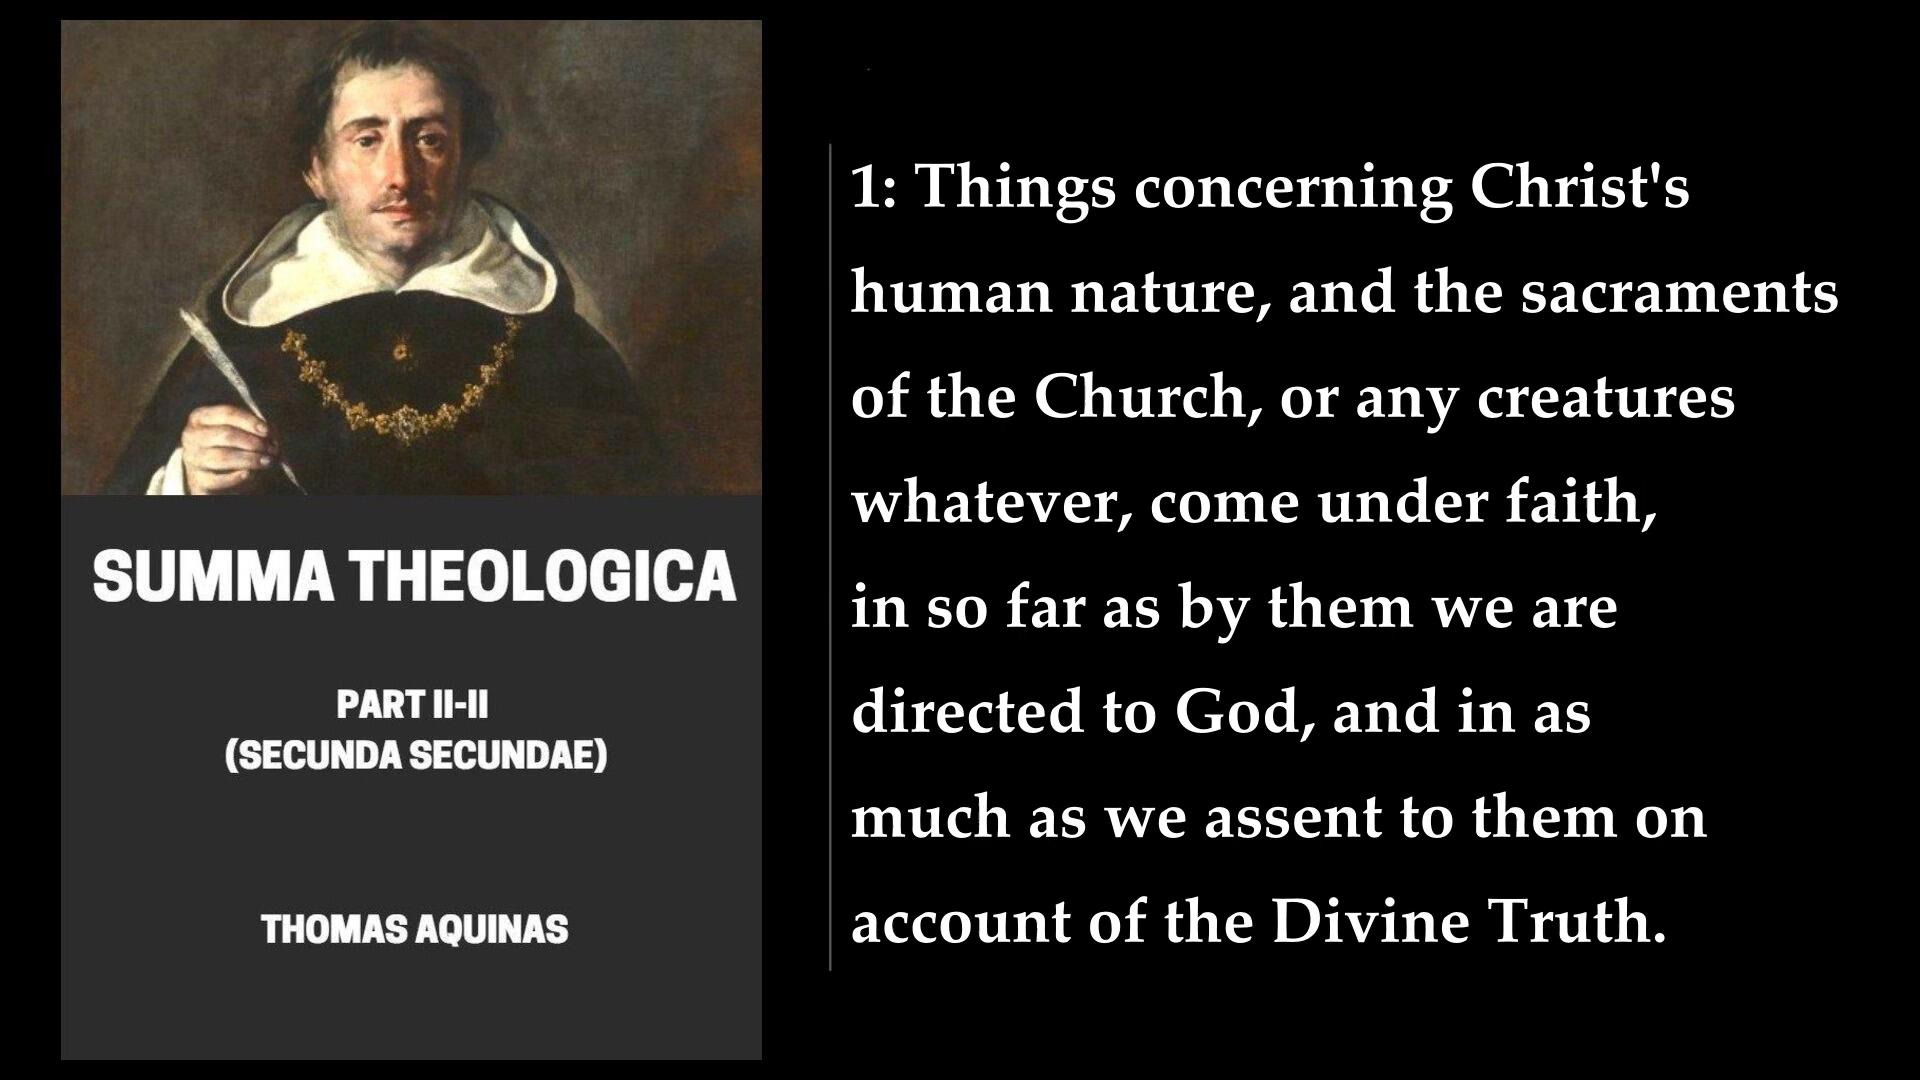 SUMMA THEOLOGICA
PART II-II
(SECUNDA SECUNDAE)
THOMAS AQUINAS
1: Things concerning Christ's
human nature, and the sacraments
of the Church, or any creatures
whatever, come under faith,
in so far as by them we are
directed to God, and in as
much as we assent to them on
account of the Divine Truth.